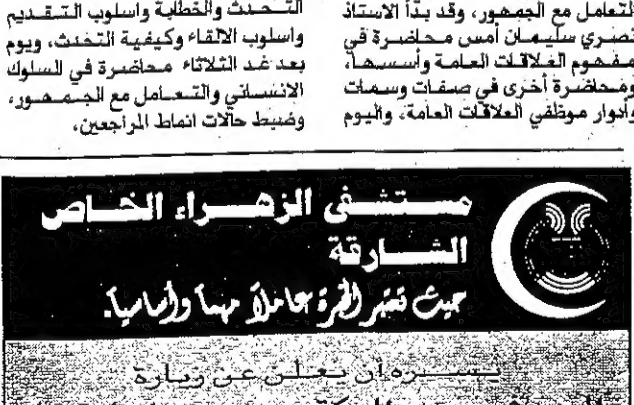 للتعامل مع الجمهور، وقد بدأ الاستاذ
نصري سليمان أمس محاضرة في
مفهوم العلاقات العامة وأسسها،
ومحاضرة أخرى في صفات وسمات
وأدوار موظفي العلاقات العامة، واليوم
التحدث والخطابة واسلوب التقديم
واسلوب الالقاء وكيفية التحدث، ويوم
بعد غد الثلاثاء محاضرة في السلوك
الانساني والتعامل مع الجمهور،
وضبط حالات انماط المراجعين،
مستشفى الزهراء الخاص
الشارقة
حيث تعتبر الخبرة عاملاً مهماً وأساسياً.
يسره ان يعلن عن زيارة